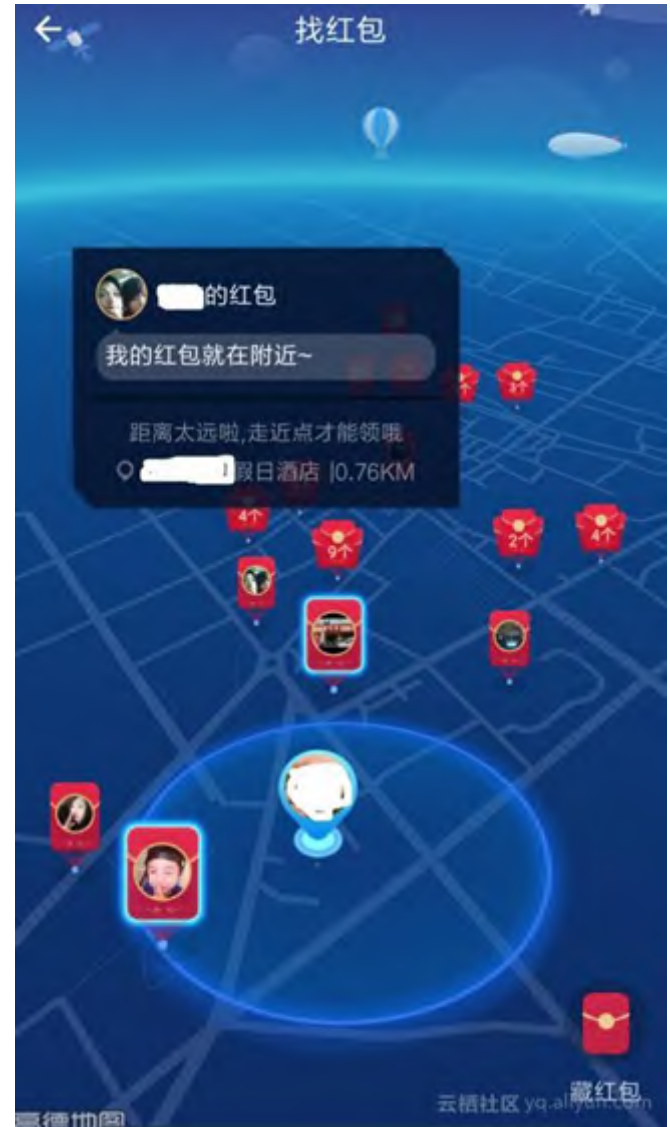 找红包
的红包
我的红包就在附近~
距离太远啦,走近点才能领哦
假日酒店 |0.76KM
3个
4个
9个
2个
4个
藏红包
云栖社区 yq.aliyun.com
高德地图